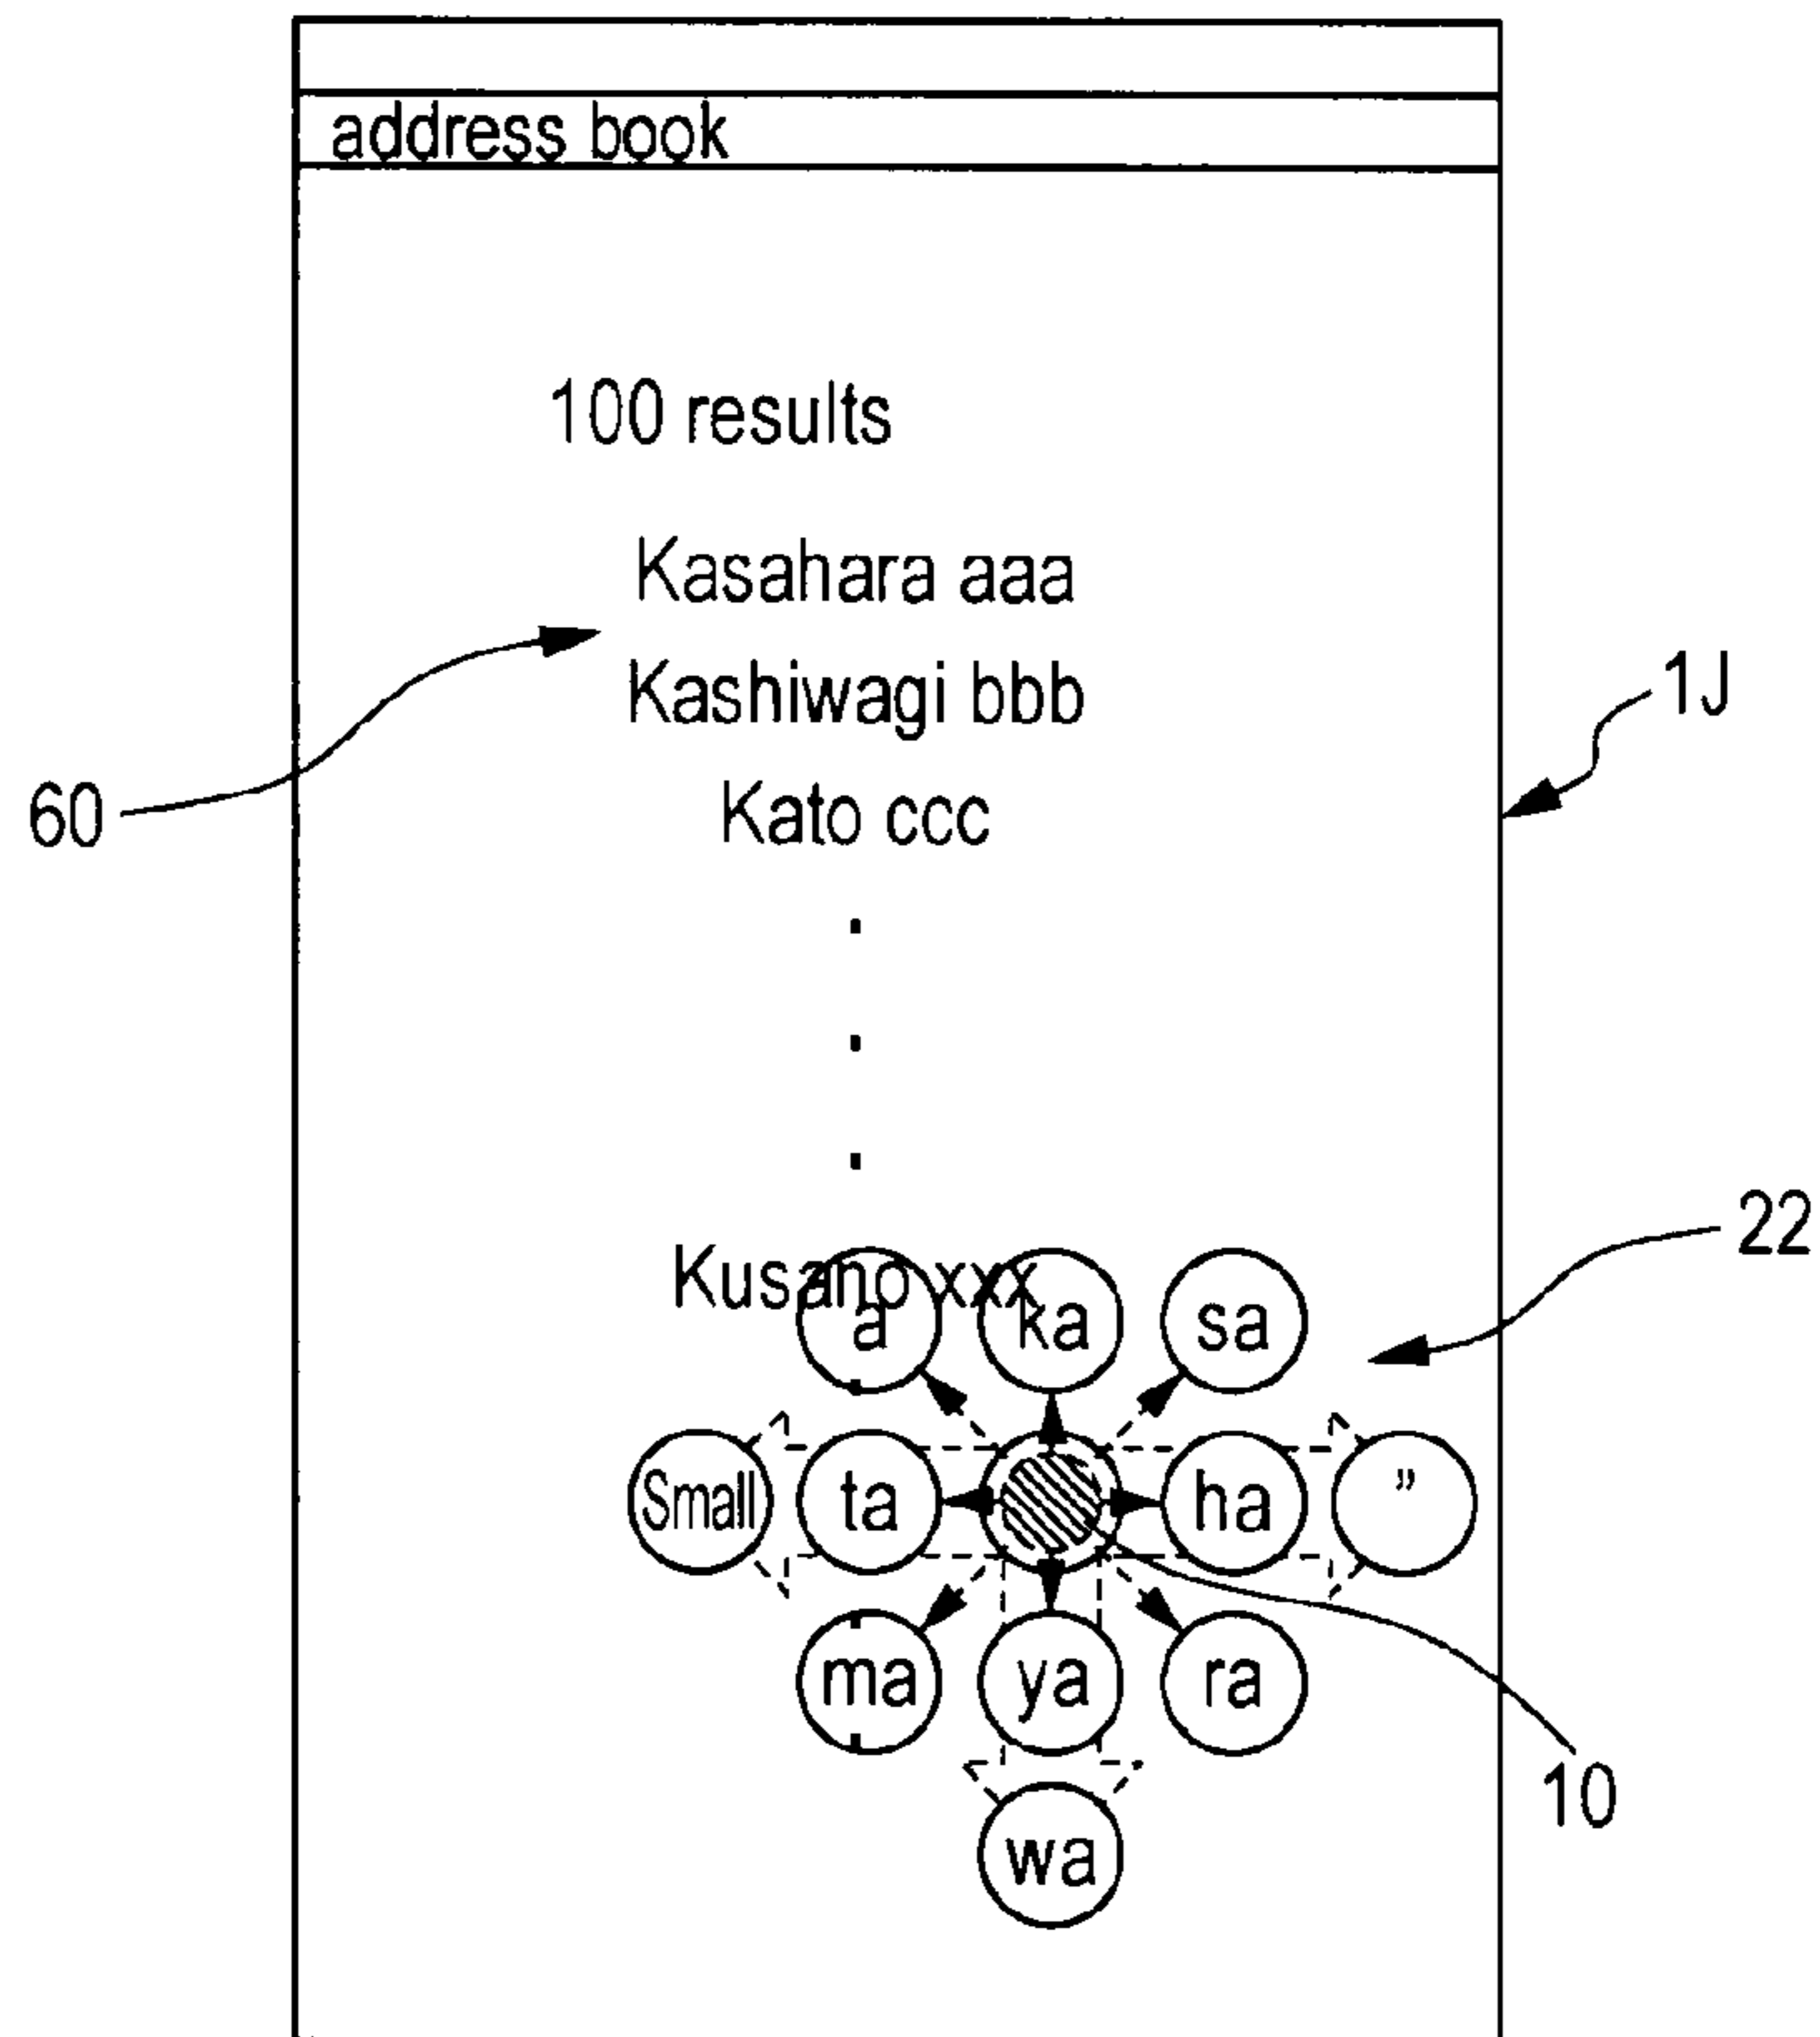 address book
100 results
Kasahara aaa
Kashiwagi bbb
1J
60
Kato ccc
22
Kusano xxx
a ka sa
Small ta ha ”
ma ya ra
10
wa